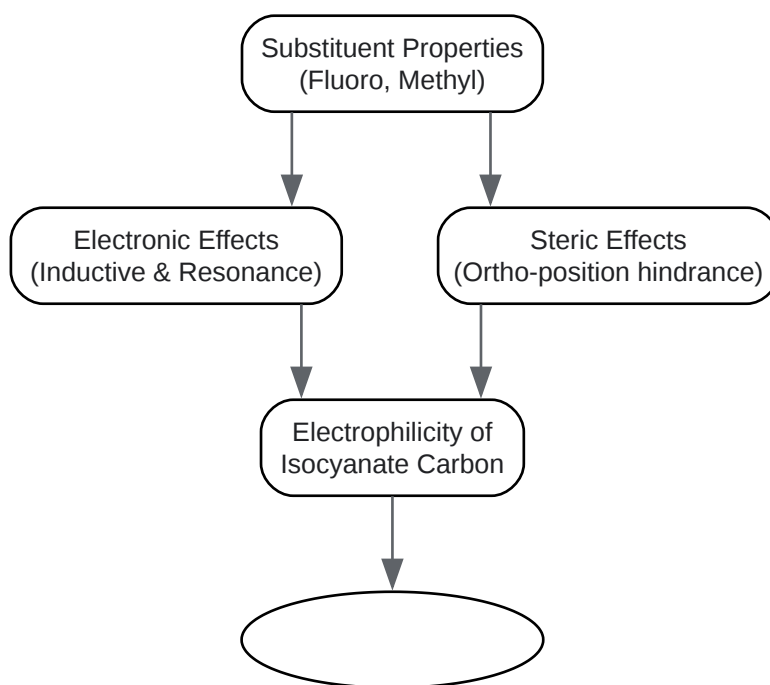 Substituent Properties
(Fluoro, Methyl)
Electronic Effects
(Inductive & Resonance)
Steric Effects
(Ortho-position hindrance)
Electrophilicity of
Isocyanate Carbon